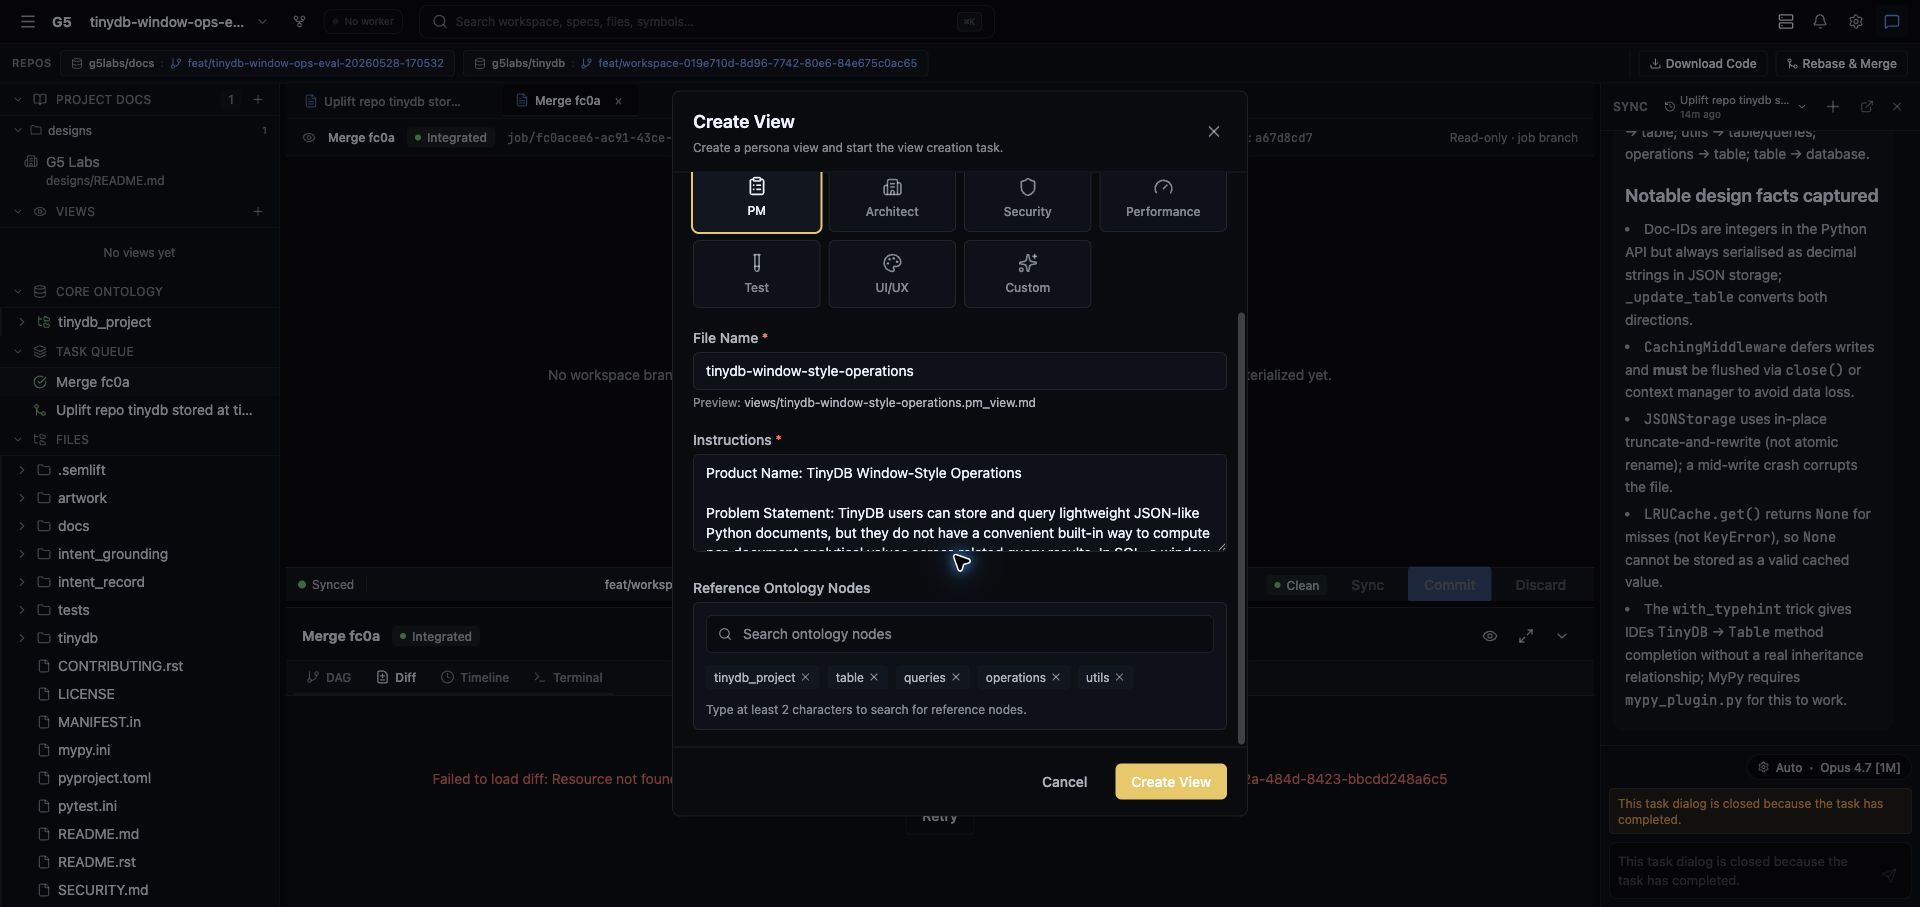 G5 tinydb-window-ops-e... No worker Search workspace, specs, files, symbols... ⌘K
REPOS g5labs/docs : feat/tinydb-window-ops-eval-20260528-170532 g5labs/tinydb : feat/workspace-019e710d-8d96-7742-80e6-84e675c0ac65 Download Code Rebase & Merge
PROJECT DOCS 1
designs 1
G5 Labs
designs/README.md
VIEWS
No views yet
CORE ONTOLOGY
tinydb_project
TASK QUEUE
Merge fc0a
Uplift repo tinydb stored at ti...
FILES
.semlift
artwork
docs
intent_grounding
intent_record
tests
tinydb
CONTRIBUTING.rst
LICENSE
MANIFEST.in
mypy.ini
pyproject.toml
pytest.ini
README.md
README.rst
SECURITY.md
Uplift repo tinydb stor... Merge fc0a
Merge fc0a Integrated job/fc0acee6-ac91-43ce- : a67d8cd7 Read-only · job branch
No workspace bran erialized yet.
Synced feat/worksp Clean Sync Commit Discard
Merge fc0a Integrated
DAG Diff Timeline Terminal
Failed to load diff: Resource not foun 2a-484d-8423-bbcdd248a6c5
Retry
Create View
Create a persona view and start the view creation task.
PM Architect Security Performance
Test UI/UX Custom
File Name *
tinydb-window-style-operations
Preview: views/tinydb-window-style-operations.pm_view.md
Instructions *
Product Name: TinyDB Window-Style Operations
Problem Statement: TinyDB users can store and query lightweight JSON-like
Python documents, but they do not have a convenient built-in way to compute
Reference Ontology Nodes
Search ontology nodes
tinydb_project table queries operations utils
Type at least 2 characters to search for reference nodes.
Cancel Create View
SYNC Uplift repo tinydb s...
14m ago
→ table; utils → table/queries;
operations → table; table → database.
Notable design facts captured
• Doc-IDs are integers in the Python
API but always serialised as decimal
strings in JSON storage;
_update_table converts both
directions.
• CachingMiddleware defers writes
and must be flushed via close() or
context manager to avoid data loss.
• JSONStorage uses in-place
truncate-and-rewrite (not atomic
rename); a mid-write crash corrupts
the file.
• LRUCache.get() returns None for
misses (not KeyError), so None
cannot be stored as a valid cached
value.
• The with_typehint trick gives
IDEs TinyDB → Table method
completion without a real inheritance
relationship; MyPy requires
mypy_plugin.py for this to work.
Auto · Opus 4.7 [1M]
This task dialog is closed because the task has
completed.
This task dialog is closed because the
task has completed.